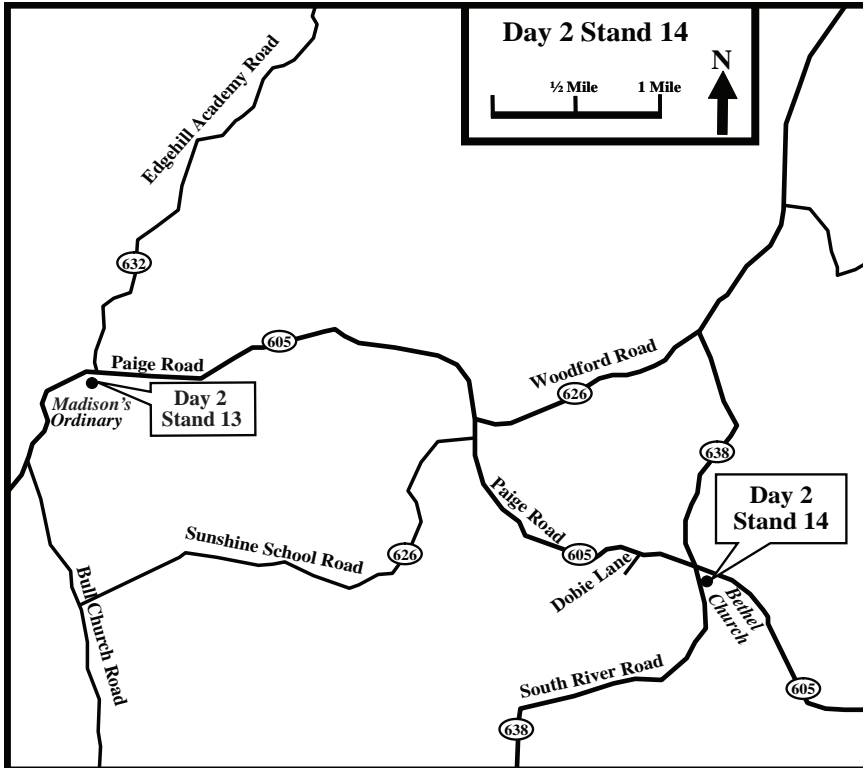 Day 2 Stand 14
N
½ Mile
1 Mile
Edgehill Academy Road
632
605
Paige Road
Woodford Road
626
Madison's
Ordinary
Day 2
Stand 13
638
Day 2
Stand 14
Paige Road
Sunshine School Road
626
605
Dobie Lane
Bethel
Church
Bull Church Road
South River Road
605
638